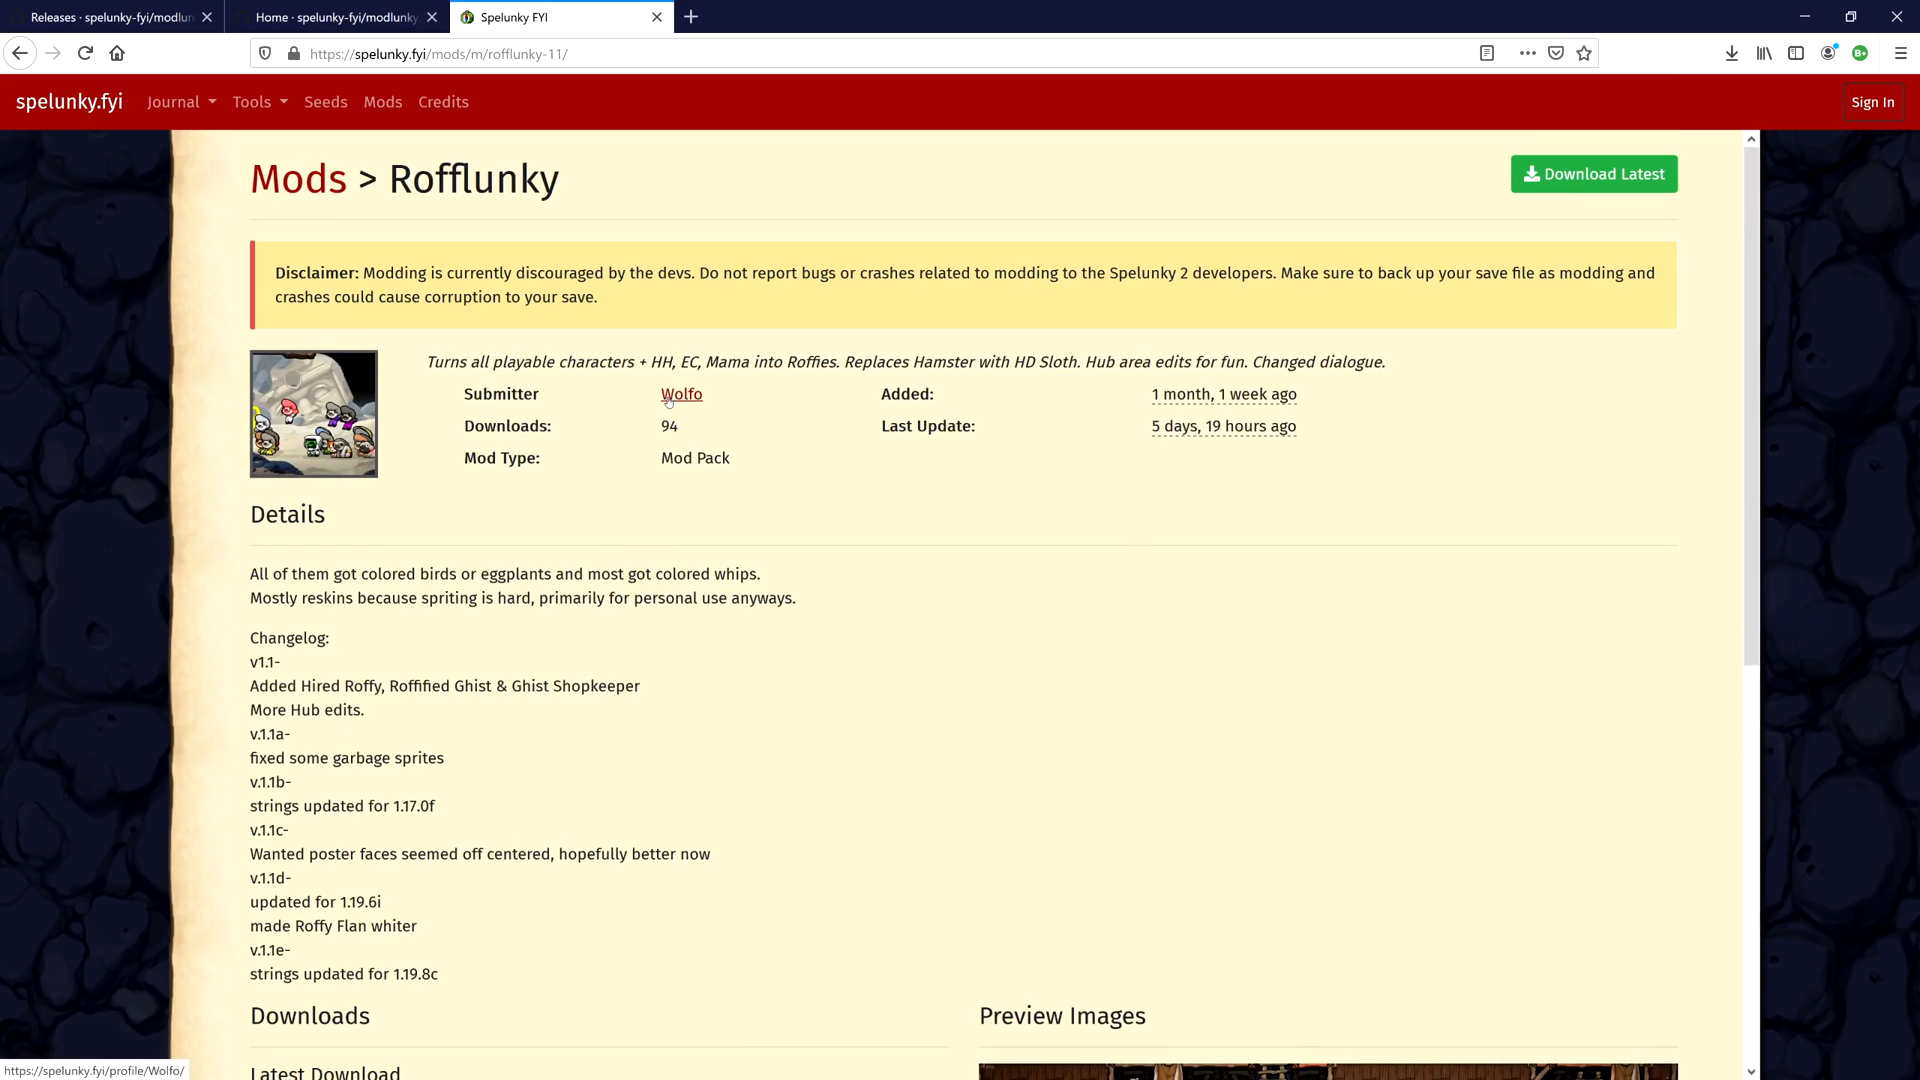 Releases · spelunky-fyi/modlun
Home · spelunky-fyi/modlunky
Spelunky FYI
https://spelunky.fyi/mods/m/rofflunky-11/
spelunky.fyi Journal Tools Seeds Mods Credits Sign In
Mods > Rofflunky
Download Latest
Disclaimer: Modding is currently discouraged by the devs. Do not report bugs or crashes related to modding to the Spelunky 2 developers. Make sure to back up your save file as modding and
crashes could cause corruption to your save.
Turns all playable characters + HH, EC, Mama into Roffies. Replaces Hamster with HD Sloth. Hub area edits for fun. Changed dialogue.
Submitter Wolfo Added: 1 month, 1 week ago
Downloads: 94 Last Update: 5 days, 19 hours ago
Mod Type: Mod Pack
Details
All of them got colored birds or eggplants and most got colored whips.
Mostly reskins because spriting is hard, primarily for personal use anyways.
Changelog:
v1.1-
Added Hired Roffy, Roffified Ghist & Ghist Shopkeeper
More Hub edits.
v.1.1a-
fixed some garbage sprites
v.1.1b-
strings updated for 1.17.0f
v.1.1c-
Wanted poster faces seemed off centered, hopefully better now
v.1.1d-
updated for 1.19.6i
made Roffy Flan whiter
v.1.1e-
strings updated for 1.19.8c
Downloads
Preview Images
Latest Download
https://spelunky.fyi/profile/Wolfo/